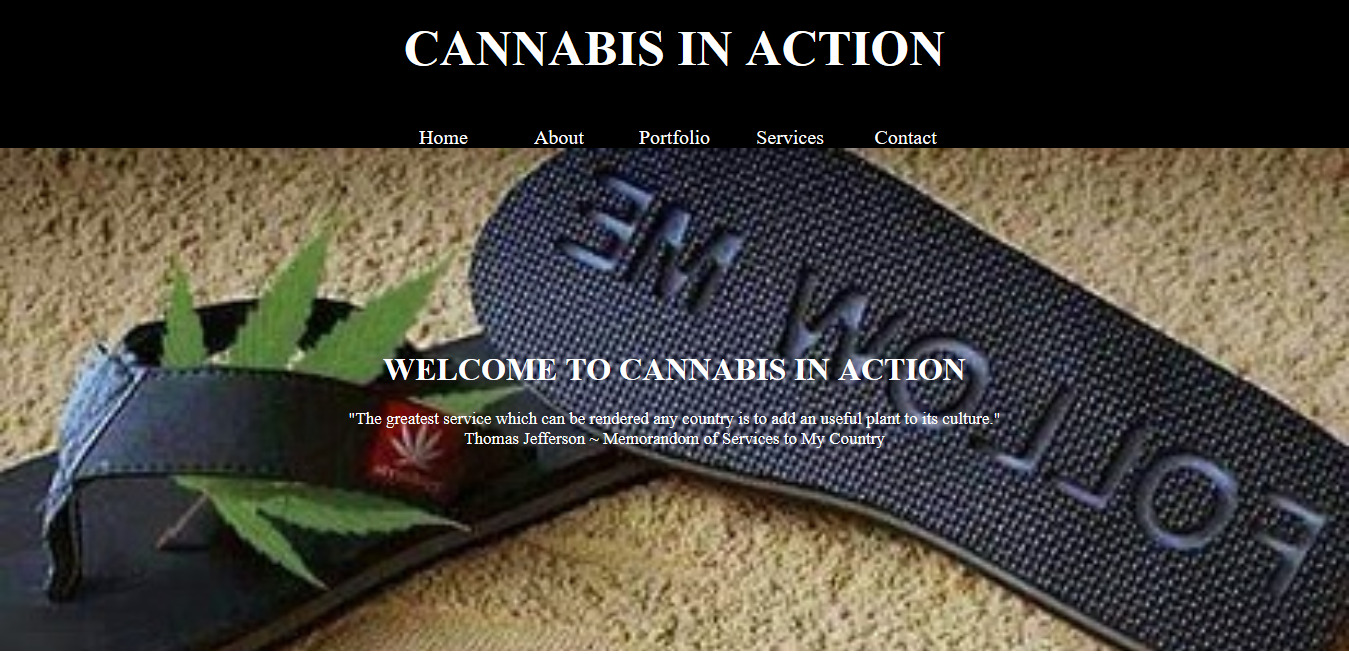 CANNABIS IN ACTION
Home About Portfolio Services Contact
FOLLOW ME
WELCOME TO CANNABIS IN ACTION
"The greatest service which can be rendered any country is to add an useful plant to its culture."
Thomas Jefferson ~ Memorandom of Services to My Country